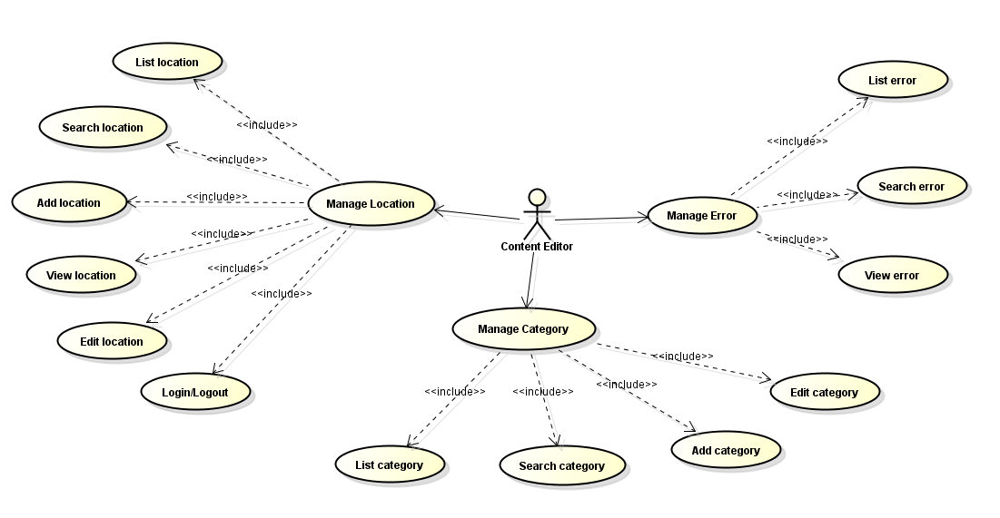 List location
<<include>>
Search location
<<include>>
Add location
<<include>>
Manage Location
View location
<<include>>
Edit location
<<include>>
Login/Logout
<<include>>
Content Editor
Manage Error
List error
<<include>>
Search error
<<include>>
View error
<<include>>
Manage Category
List category
<<include>>
Search category
<<include>>
Add category
<<include>>
Edit category
<<include>>